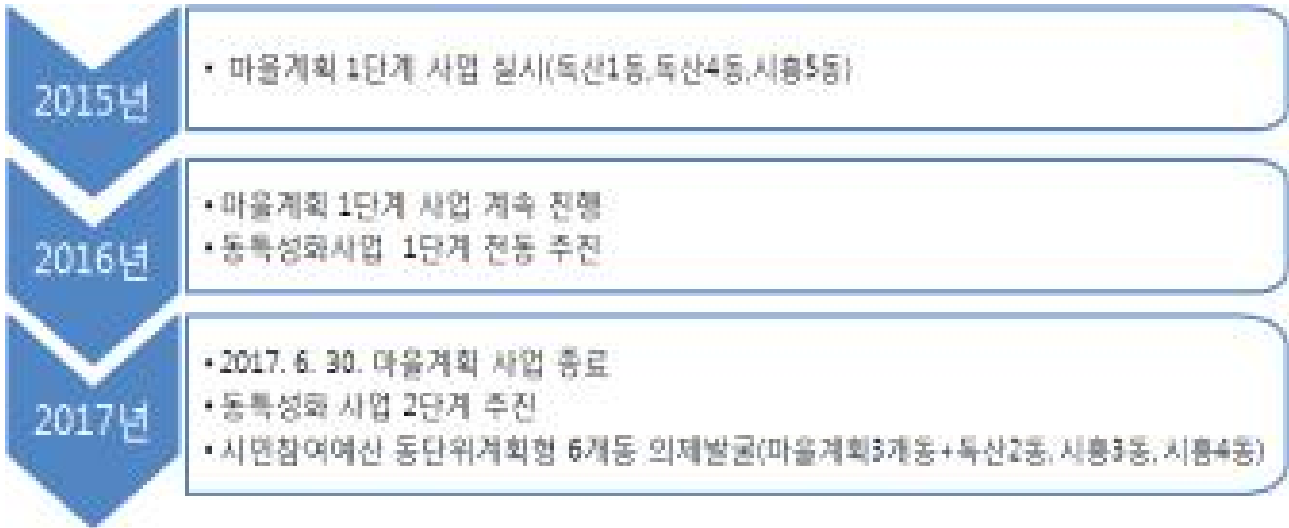 2015년
• 마을계획 1단계 사업 실시(독산1동,독산4동,시흥5동)
2016년
• 마을계획 1단계 사업 계속 진행
• 동특성화사업 1단계 전동 추진
2017년
• 2017. 6. 30. 마을계획 사업 종료
• 동특성화 사업 2단계 추진
• 시민참여예산 동단위계획형 6개동 의제발굴(마을계획3개동+독산2동, 시흥3동, 시흥4동)